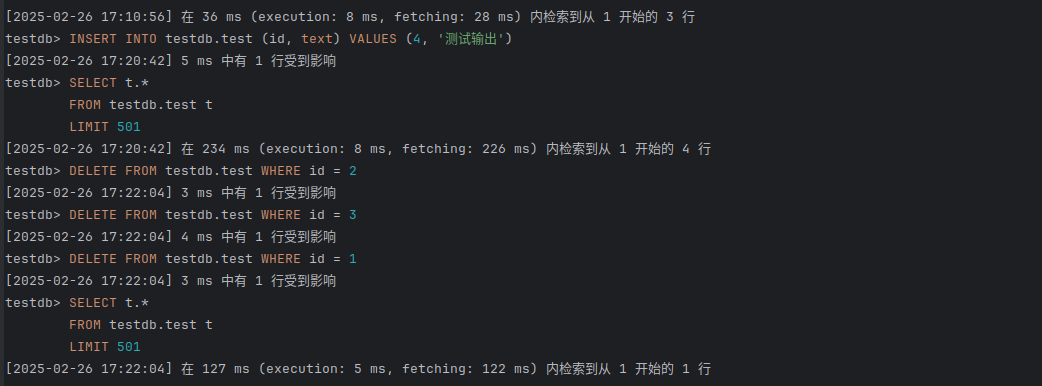 [2025-02-26 17:10:56] 在 36 ms (execution: 8 ms, fetching: 28 ms) 内检索到从 1 开始的 3 行
testdb> INSERT INTO testdb.test (id, text) VALUES (4, '测试输出')
[2025-02-26 17:20:42] 5 ms 中有 1 行受到影响
testdb> SELECT t.*
        FROM testdb.test t
        LIMIT 501
[2025-02-26 17:20:42] 在 234 ms (execution: 8 ms, fetching: 226 ms) 内检索到从 1 开始的 4 行
testdb> DELETE FROM testdb.test WHERE id = 2
[2025-02-26 17:22:04] 3 ms 中有 1 行受到影响
testdb> DELETE FROM testdb.test WHERE id = 3
[2025-02-26 17:22:04] 4 ms 中有 1 行受到影响
testdb> DELETE FROM testdb.test WHERE id = 1
[2025-02-26 17:22:04] 3 ms 中有 1 行受到影响
testdb> SELECT t.*
        FROM testdb.test t
        LIMIT 501
[2025-02-26 17:22:04] 在 127 ms (execution: 5 ms, fetching: 122 ms) 内检索到从 1 开始的 1 行